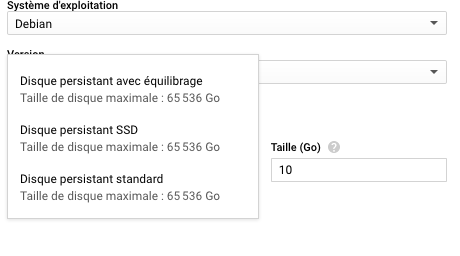 Système d'exploitation
Debian
Version
Disque persistant avec équilibrage
Taille de disque maximale : 65 536 Go
Disque persistant SSD
Taille de disque maximale : 65 536 Go
Disque persistant standard
Taille de disque maximale : 65 536 Go
Taille (Go) ?
10